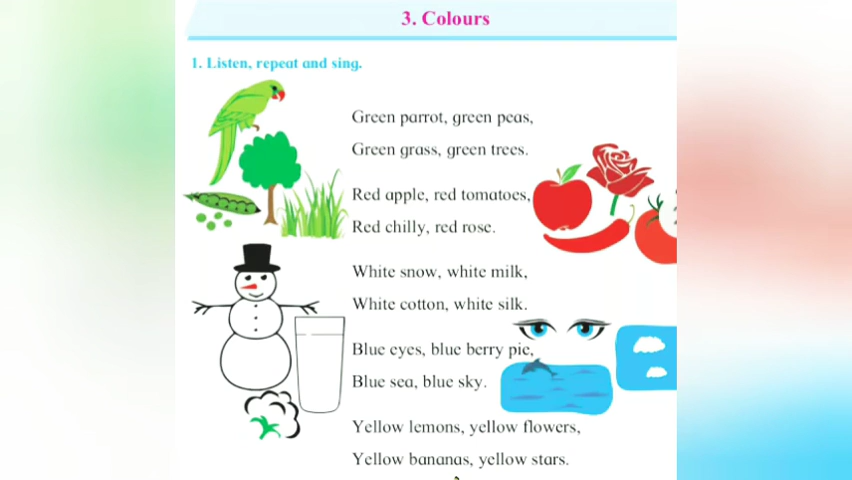 3. Colours
1. Listen, repeat and sing.
Green parrot, green peas,
Green grass, green trees.
Red apple, red tomatoes,
Red chilly, red rose.
White snow, white milk,
White cotton, white silk.
Blue eyes, blue berry pie,
Blue sea, blue sky.
Yellow lemons, yellow flowers,
Yellow bananas, yellow stars.